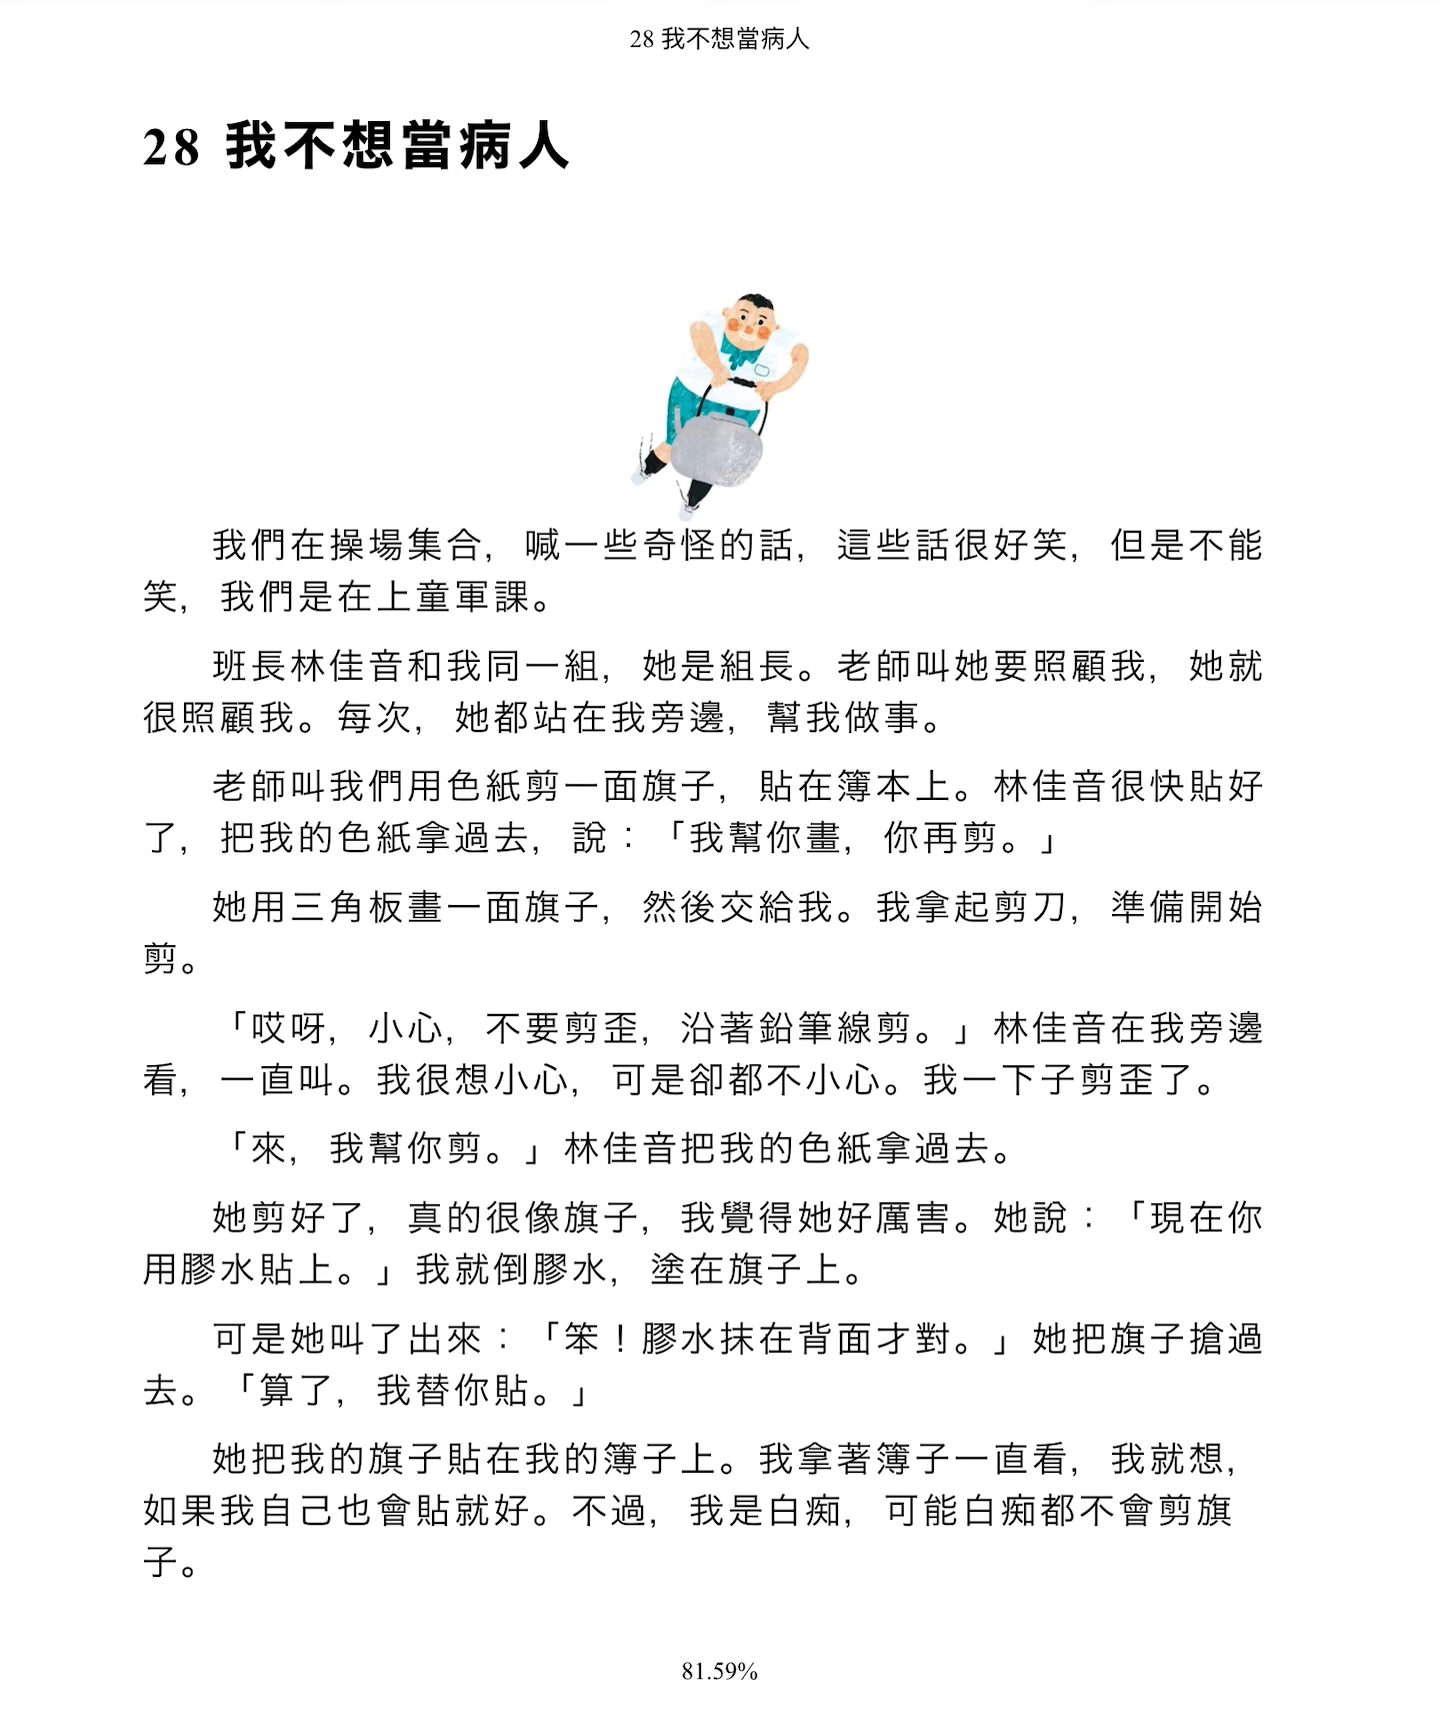 28 我不想當病人
28 我不想當病人
我們在操場集合，喊一些奇怪的話，這些話很好笑，但是不能
笑，我們是在上童軍課。
班長林佳音和我同一組，她是組長。老師叫她要照顧我，她就
很照顧我。每次，她都站在我旁邊，幫我做事。
老師叫我們用色紙剪一面旗子，貼在簿本上。林佳音很快貼好
了，把我的色紙拿過去，說：「我幫你畫，你再剪。」
她用三角板畫一面旗子，然後交給我。我拿起剪刀，準備開始
剪。
「哎呀，小心，不要剪歪，沿著鉛筆線剪。」林佳音在我旁邊
看，一直叫。我很想小心，可是卻都不小心。我一下子剪歪了。
「來，我幫你剪。」林佳音把我的色紙拿過去。
她剪好了，真的很像旗子，我覺得她好厲害。她說：「現在你
用膠水貼上。」我就倒膠水，塗在旗子上。
可是她叫了出來：「笨！膠水抹在背面才對。」她把旗子搶過
去。「算了，我替你貼。」
她把我的旗子貼在我的簿子上。我拿著簿子一直看，我就想，
如果我自己也會貼就好。不過，我是白痴，可能白痴都不會剪旗
子。
81.59%